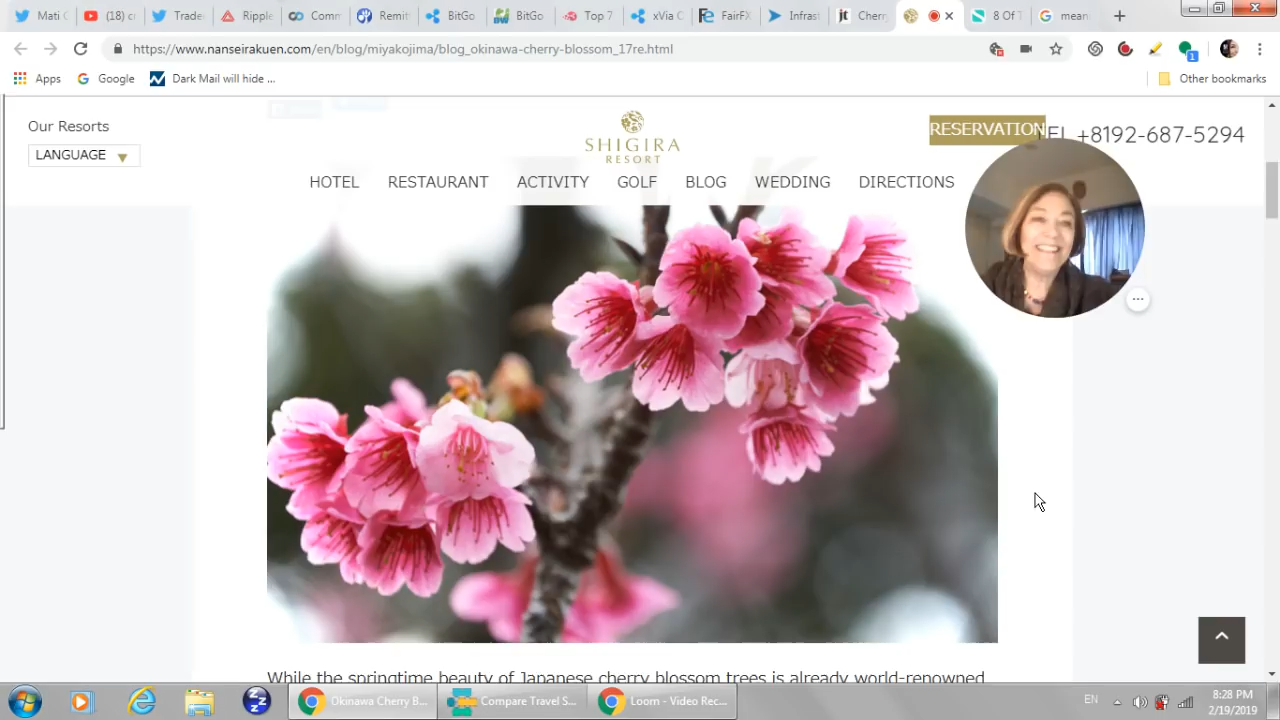 Mati C
(18) c
Trade
Ripple
Comm
Remit
BitGo
BitGo
Top 7
xVia C
FairFX
Infrast
Cherry
8 Of T
mean
https://www.nanseirakuen.com/en/blog/miyakojima/blog_okinawa-cherry-blossom_17re.html
1
Apps
Google
Dark Mail will hide ...
Other bookmarks
Our Resorts
LANGUAGE
SHIGIRA
RESORT
RESERVATION
TEL +8192-687-5294
HOTEL
RESTAURANT
ACTIVITY
GOLF
BLOG
WEDDING
DIRECTIONS
While the springtime beauty of Japanese cherry blossom trees is already world-renowned
Okinawa Cherry B...
Compare Travel S...
Loom - Video Rec...
EN
8:28 PM
2/19/2019